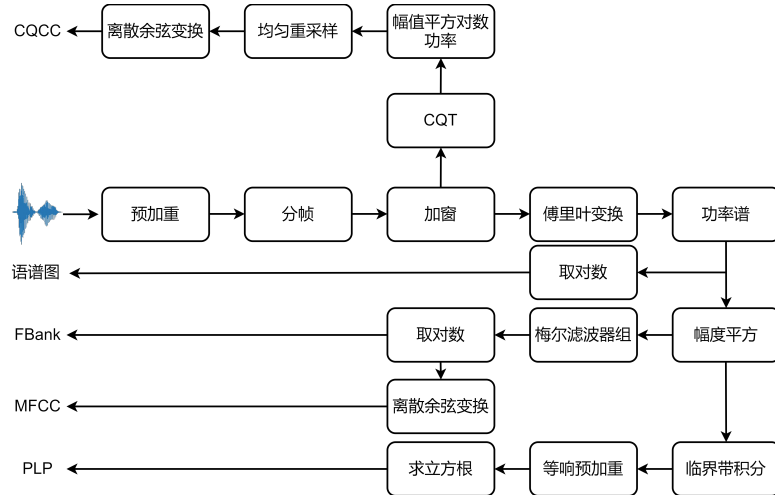 CQCC
离散余弦变换
均匀重采样
幅值平方对数
功率
CQT
预加重
分帧
加窗
傅里叶变换
功率谱
语谱图
取对数
FBank
取对数
梅尔滤波器组
幅度平方
MFCC
离散余弦变换
PLP
求立方根
等响预加重
临界带积分